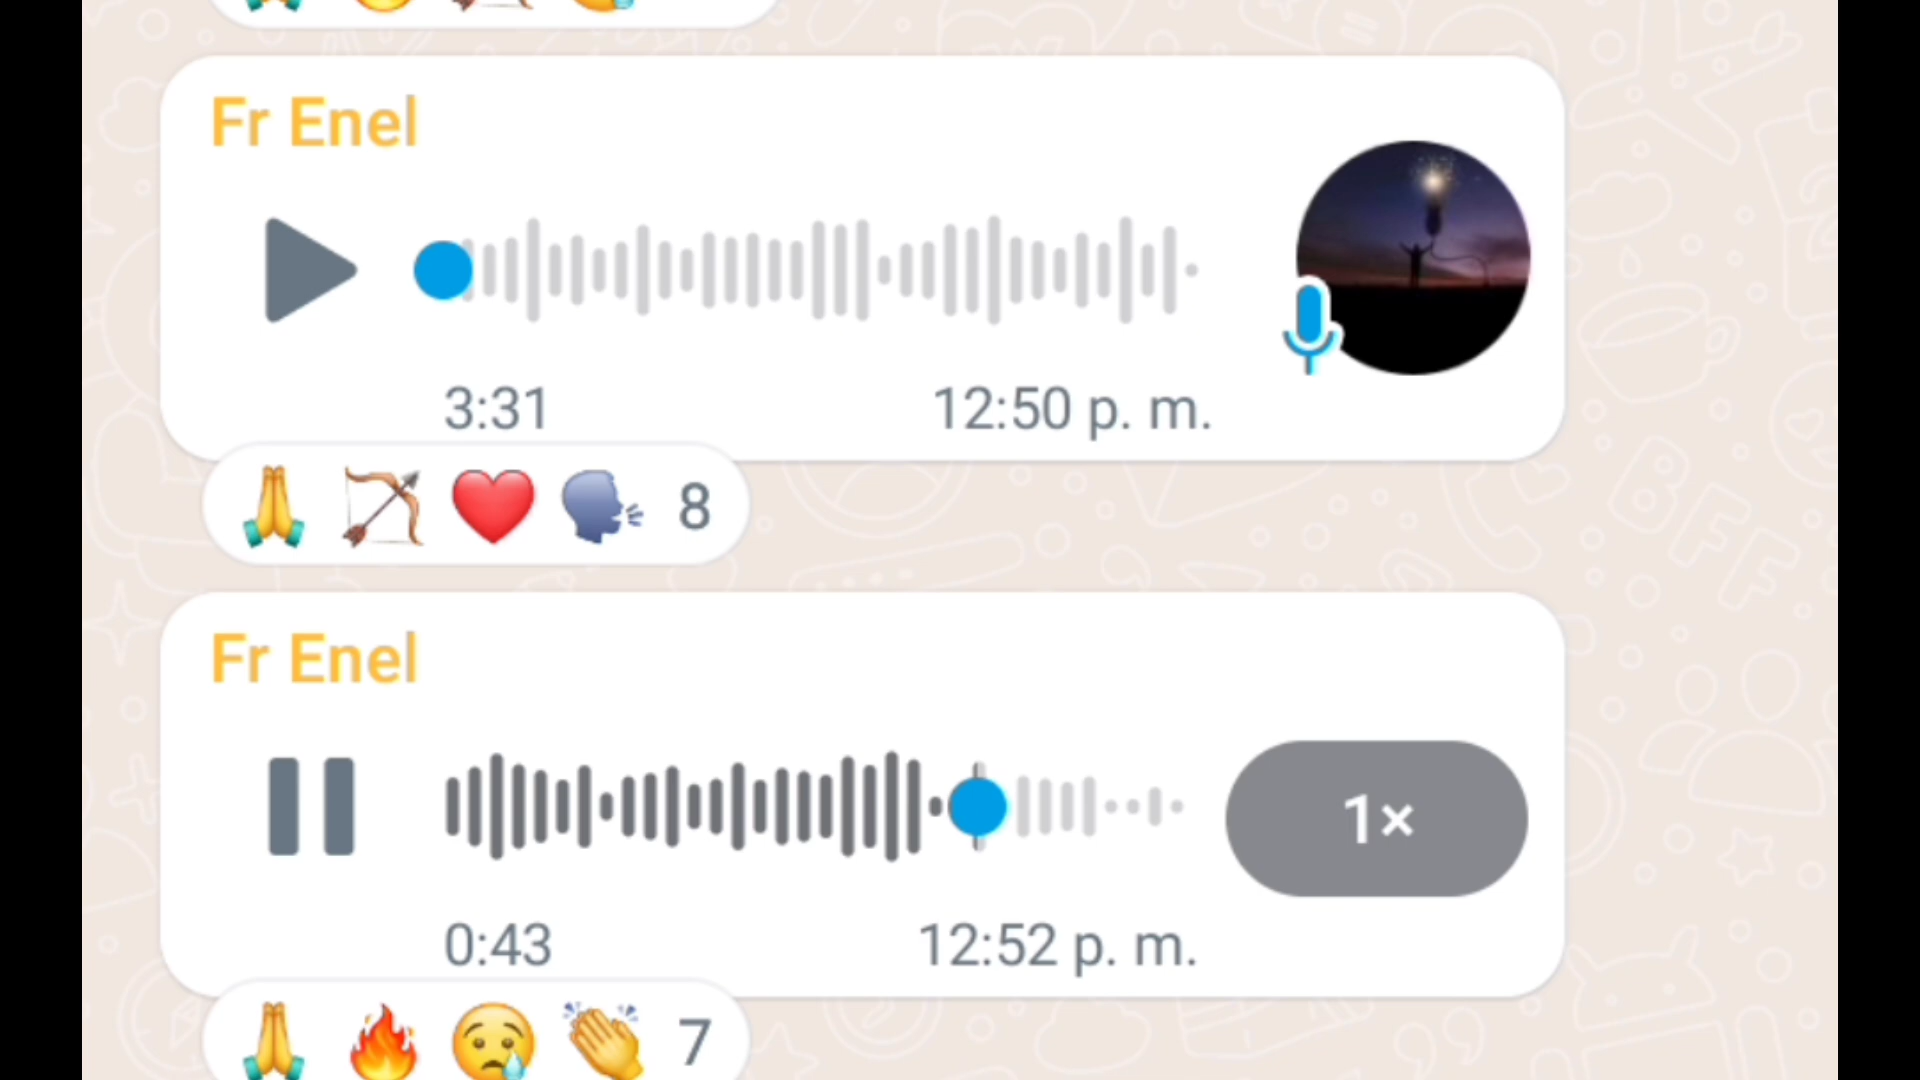 Fr Enel
3:31 12:50 p. m.
8
Fr Enel
1×
0:43 12:52 p. m.
7